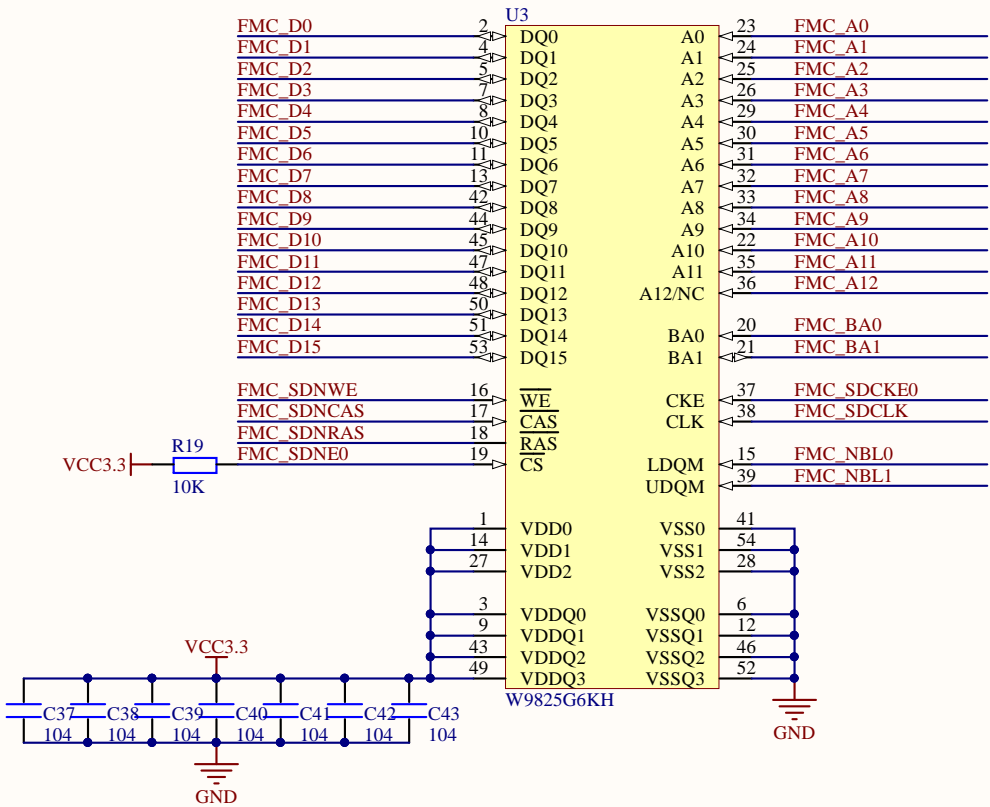 U3
FMC_D0 2 DQ0 A0 23 FMC_A0
FMC_D1 4 DQ1 A1 24 FMC_A1
FMC_D2 5 DQ2 A2 25 FMC_A2
FMC_D3 7 DQ3 A3 26 FMC_A3
FMC_D4 8 DQ4 A4 29 FMC_A4
FMC_D5 10 DQ5 A5 30 FMC_A5
FMC_D6 11 DQ6 A6 31 FMC_A6
FMC_D7 13 DQ7 A7 32 FMC_A7
FMC_D8 42 DQ8 A8 33 FMC_A8
FMC_D9 44 DQ9 A9 34 FMC_A9
FMC_D10 45 DQ10 A10 22 FMC_A10
FMC_D11 47 DQ11 A11 35 FMC_A11
FMC_D12 48 DQ12 A12/NC 36 FMC_A12
FMC_D13 50 DQ13
FMC_D14 51 DQ14 BA0 20 FMC_BA0
FMC_D15 53 DQ15 BA1 21 FMC_BA1
FMC_SDNWE 16 WE CKE 37 FMC_SDCKE0
FMC_SDNCAS 17 CAS CLK 38 FMC_SDCLK
FMC_SDNRAS 18 RAS
VCC3.3 R19 FMC_SDNE0 19 CS LDQM 15 FMC_NBL0
10K UDQM 39 FMC_NBL1
1 VDD0 VSS0 41
14 VDD1 VSS1 54
27 VDD2 VSS2 28
3 VDDQ0 VSSQ0 6
9 VDDQ1 VSSQ1 12
43 VDDQ2 VSSQ2 46
49 VDDQ3 VSSQ3 52
VCC3.3
W9825G6KH
C37 C38 C39 C40 C41 C42 C43
104 104 104 104 104 104 104
GND
GND